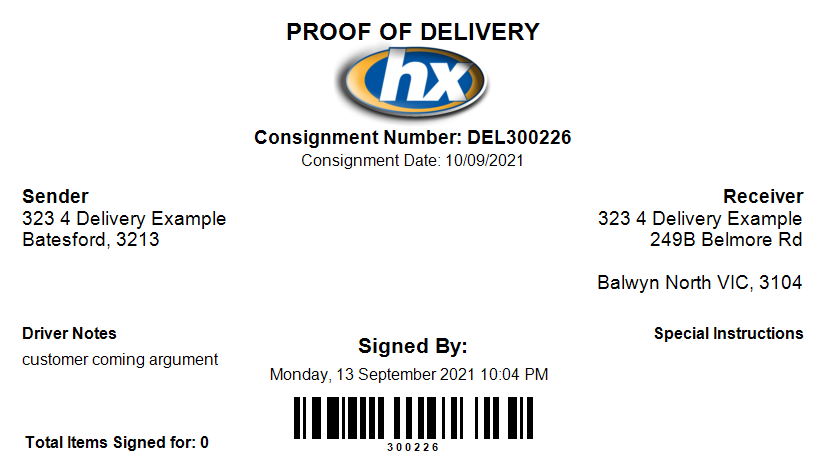 PROOF OF DELIVERY
hx
Consignment Number: DEL300226
Consignment Date: 10/09/2021
Sender
323 4 Delivery Example
Batesford, 3213
Receiver
323 4 Delivery Example
249B Belmore Rd
Balwyn North VIC, 3104
Driver Notes
customer coming argument
Signed By:
Monday, 13 September 2021 10:04 PM
Special Instructions
300226
Total Items Signed for: 0